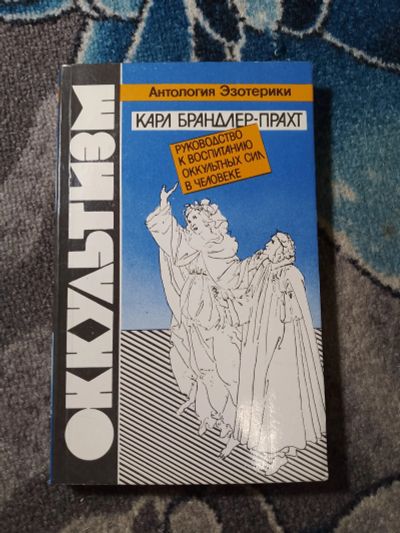 Антология Эзотерики
КАРЛ БРАНДЛЕР-ПРАХТ
РУКОВОДСТВО
К ВОСПИТАНИЮ
ОККУЛЬТНЫХ СИЛ
В ЧЕЛОВЕКЕ
ОККУЛЬТИЗМ